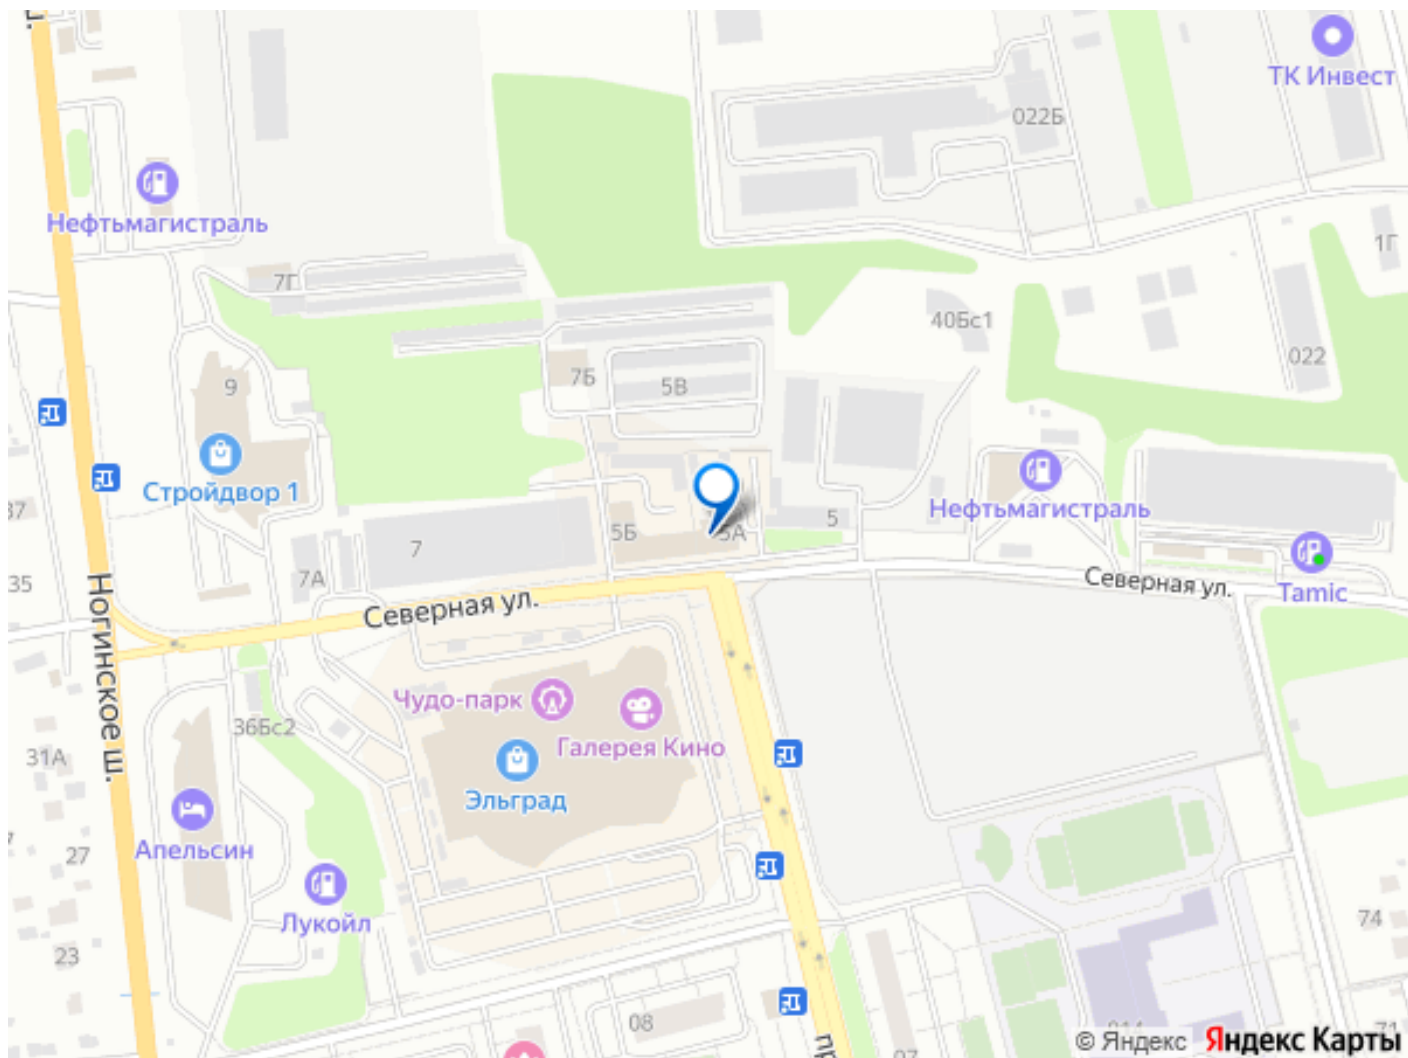 ТК Инвест
022Б
Нефтьмагистраль
1Г
7Г
40Бс1
022
7Б
5В
9
Стройдвор 1
Нефтьмагистраль
37
5Б
5А
5
7
7А
35
Северная ул.
Северная ул.
Tamic
Ногинское ш.
Чудо-парк
Галерея Кино
36Бс2
31А
Эльград
Апельсин
27
Лукойл
74
23
08
© Яндекс Яндекс Карты